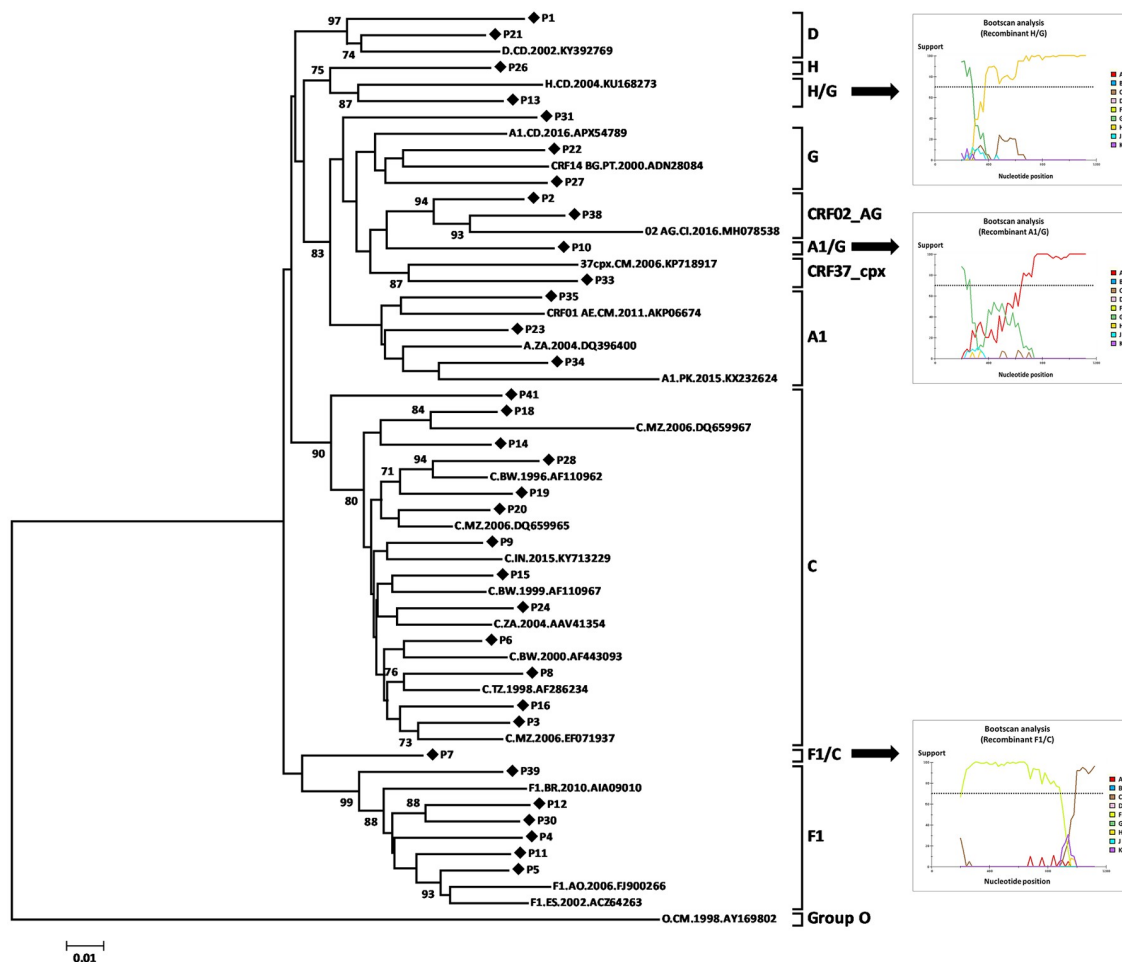 97
P1
P21
74
D.CD.2002.KY392769
75
P26
H.CD.2004.KU168273
87
P13
P31
A1.CD.2016.APX54789
P22
CRF14_BG.PT.2000.ADN28084
P27
94
P2
P38
93
02_AG.CI.2016.MH078538
83
P10
37cpx.CM.2006.KP718917
87
P33
P35
CRF01_AE.CM.2011.AKP06674
P23
A.ZA.2004.DQ396400
P34
A1.PK.2015.KX232624
P41
84
P18
C.MZ.2006.DQ659967
90
P14
94
P28
71
C.BW.1996.AF110962
80
P19
P20
C.MZ.2006.DQ659965
P9
C.IN.2015.KY713229
P15
C.BW.1999.AF110967
P24
C.ZA.2004.AAV41354
P6
C.BW.2000.AF443093
76
P8
C.TZ.1998.AF286234
P16
P3
73
C.MZ.2006.EF071937
P7
P39
99
F1.BR.2010.AIA09010
88
P12
88
P30
P4
P11
P5
93
F1.AO.2006.FJ900266
F1.ES.2002.ACZ64263
O.CM.1998.AY169802
0.01
D
H
H/G
G
CRF02_AG
A1/G
CRF37_cpx
A1
C
F1/C
F1
Group O
Bootscan analysis
(Recombinant H/G)
Support
Nucleotide position
Bootscan analysis
(Recombinant A1/G)
Support
Nucleotide position
Bootscan analysis
(Recombinant F1/C)
Support
Nucleotide position